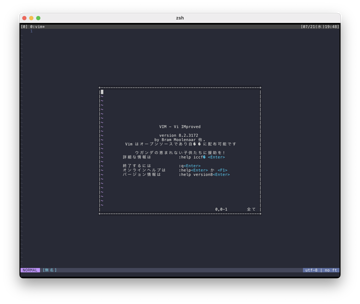 zsh
VIM - Vi IMproved
version 8.2.3172
by Bram Moolenaar 他.
Vim はオープンソースであり自 に配布可能です
ウガンダの恵まれない子供たちに援助を!
詳細な情報は :help iccf <Enter>
終了するには :q<Enter>
オンラインヘルプは :help<Enter> か <F1>
バージョン情報は :help version8<Enter>
0,0-1 全て
NORMAL
utf-8